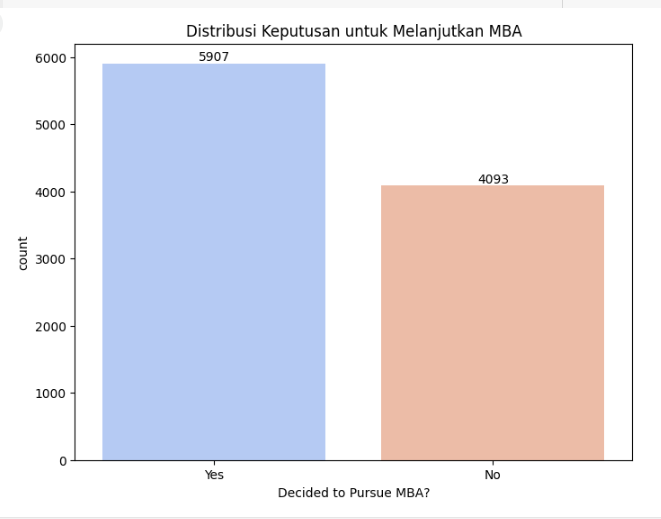 Distribusi Keputusan untuk Melanjutkan MBA
6000
5000
4000
3000
2000
1000
0
count
5907
4093
Yes
No
Decided to Pursue MBA?